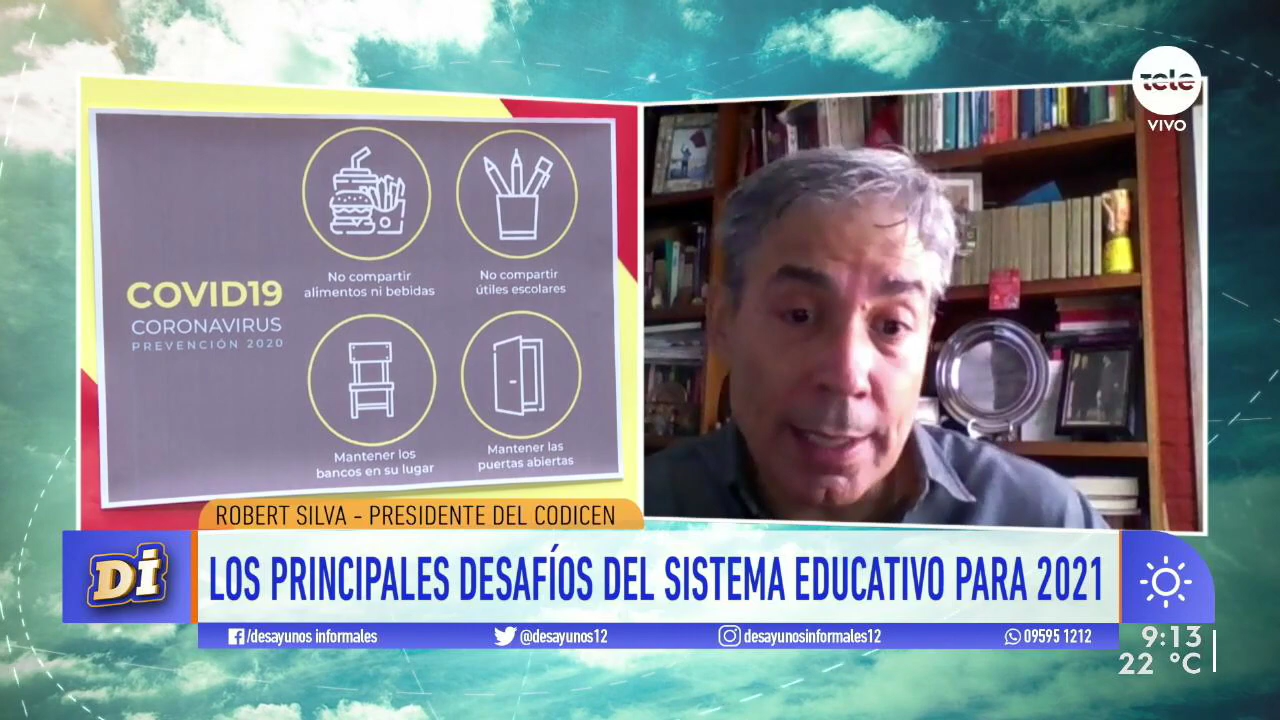 tele
VIVO
COVID19
CORONAVIRUS
PREVENCIÓN 2020
No compartir
alimentos ni bebidas
No compartir
útiles escolares
Mantener los
bancos en su lugar
Mantener las
puertas abiertas
ROBERT SILVA - PRESIDENTE DEL CODICEN
Di
LOS PRINCIPALES DESAFÍOS DEL SISTEMA EDUCATIVO PARA 2021
/desayunos informales
@desayunos12
desayunosinformales12
09595 1212
9:13
22 °C